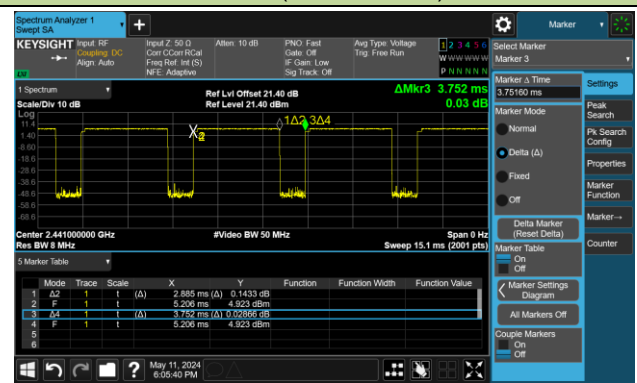 Spectrum Analyzer 1
Swept SA
+
Marker
KEYSIGHT Input: RF
Coupling: DC
Align: Auto
Input Z: 50 Ω
Corr CCorr RCal
Freq Ref: Int (S)
NFE: Adaptive
Atten: 10 dB
PNO: Fast
Gate: Off
IF Gain: Low
Sig Track: Off
Avg Type: Voltage
Trig: Free Run
1 2 3 4 5 6
W W W W W W
P N N N N N
Select Marker
Marker 3
1 Spectrum
Scale/Div 10 dB
Ref Lvl Offset 21.40 dB
Ref Level 21.40 dBm
ΔMkr3 3.752 ms
0.03 dB
Log
11.4
1.40
-8.60
-18.6
-28.6
-38.6
-48.6
-58.6
-68.6
X2
1Δ2 3Δ4
Center 2.441000000 GHz
Res BW 8 MHz
#Video BW 50 MHz
Span 0 Hz
Sweep 15.1 ms (2001 pts)
5 Marker Table
Mode Trace Scale X Y Function Function Width Function Value
1 Δ2 1 t (Δ) 2.885 ms (Δ) 0.1433 dB
2 F 1 t 5.206 ms 4.923 dBm
3 Δ4 1 t (Δ) 3.752 ms (Δ) 0.02866 dB
4 F 1 t 5.206 ms 4.923 dBm
5
6
Marker Δ Time
3.75160 ms
Marker Mode
Normal
Delta (Δ)
Fixed
Off
Delta Marker
(Reset Delta)
Marker Table
On
Off
Marker Settings
Diagram
All Markers Off
Couple Markers
On
Off
Settings
Peak
Search
Pk Search
Config
Properties
Marker
Function
Marker→
Counter
?
May 11, 2024
6:05:40 PM